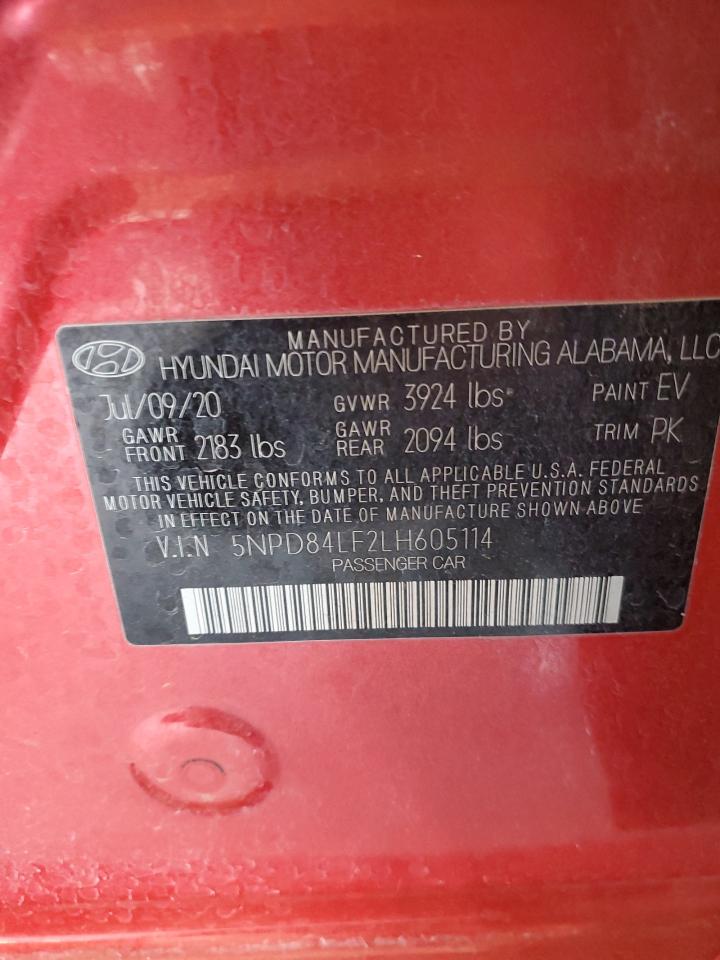 MANUFACTURED BY
HYUNDAI MOTOR MANUFACTURING ALABAMA, LLC
Jul/09/20 GVWR 3924 lbs PAINT EV
GAWR FRONT 2183 lbs GAWR REAR 2094 lbs TRIM PK
THIS VEHICLE CONFORMS TO ALL APPLICABLE U.S.A. FEDERAL
MOTOR VEHICLE SAFETY, BUMPER, AND THEFT PREVENTION STANDARDS
IN EFFECT ON THE DATE OF MANUFACTURE SHOWN ABOVE
V.I.N 5NPD84LF2LH605114
PASSENGER CAR